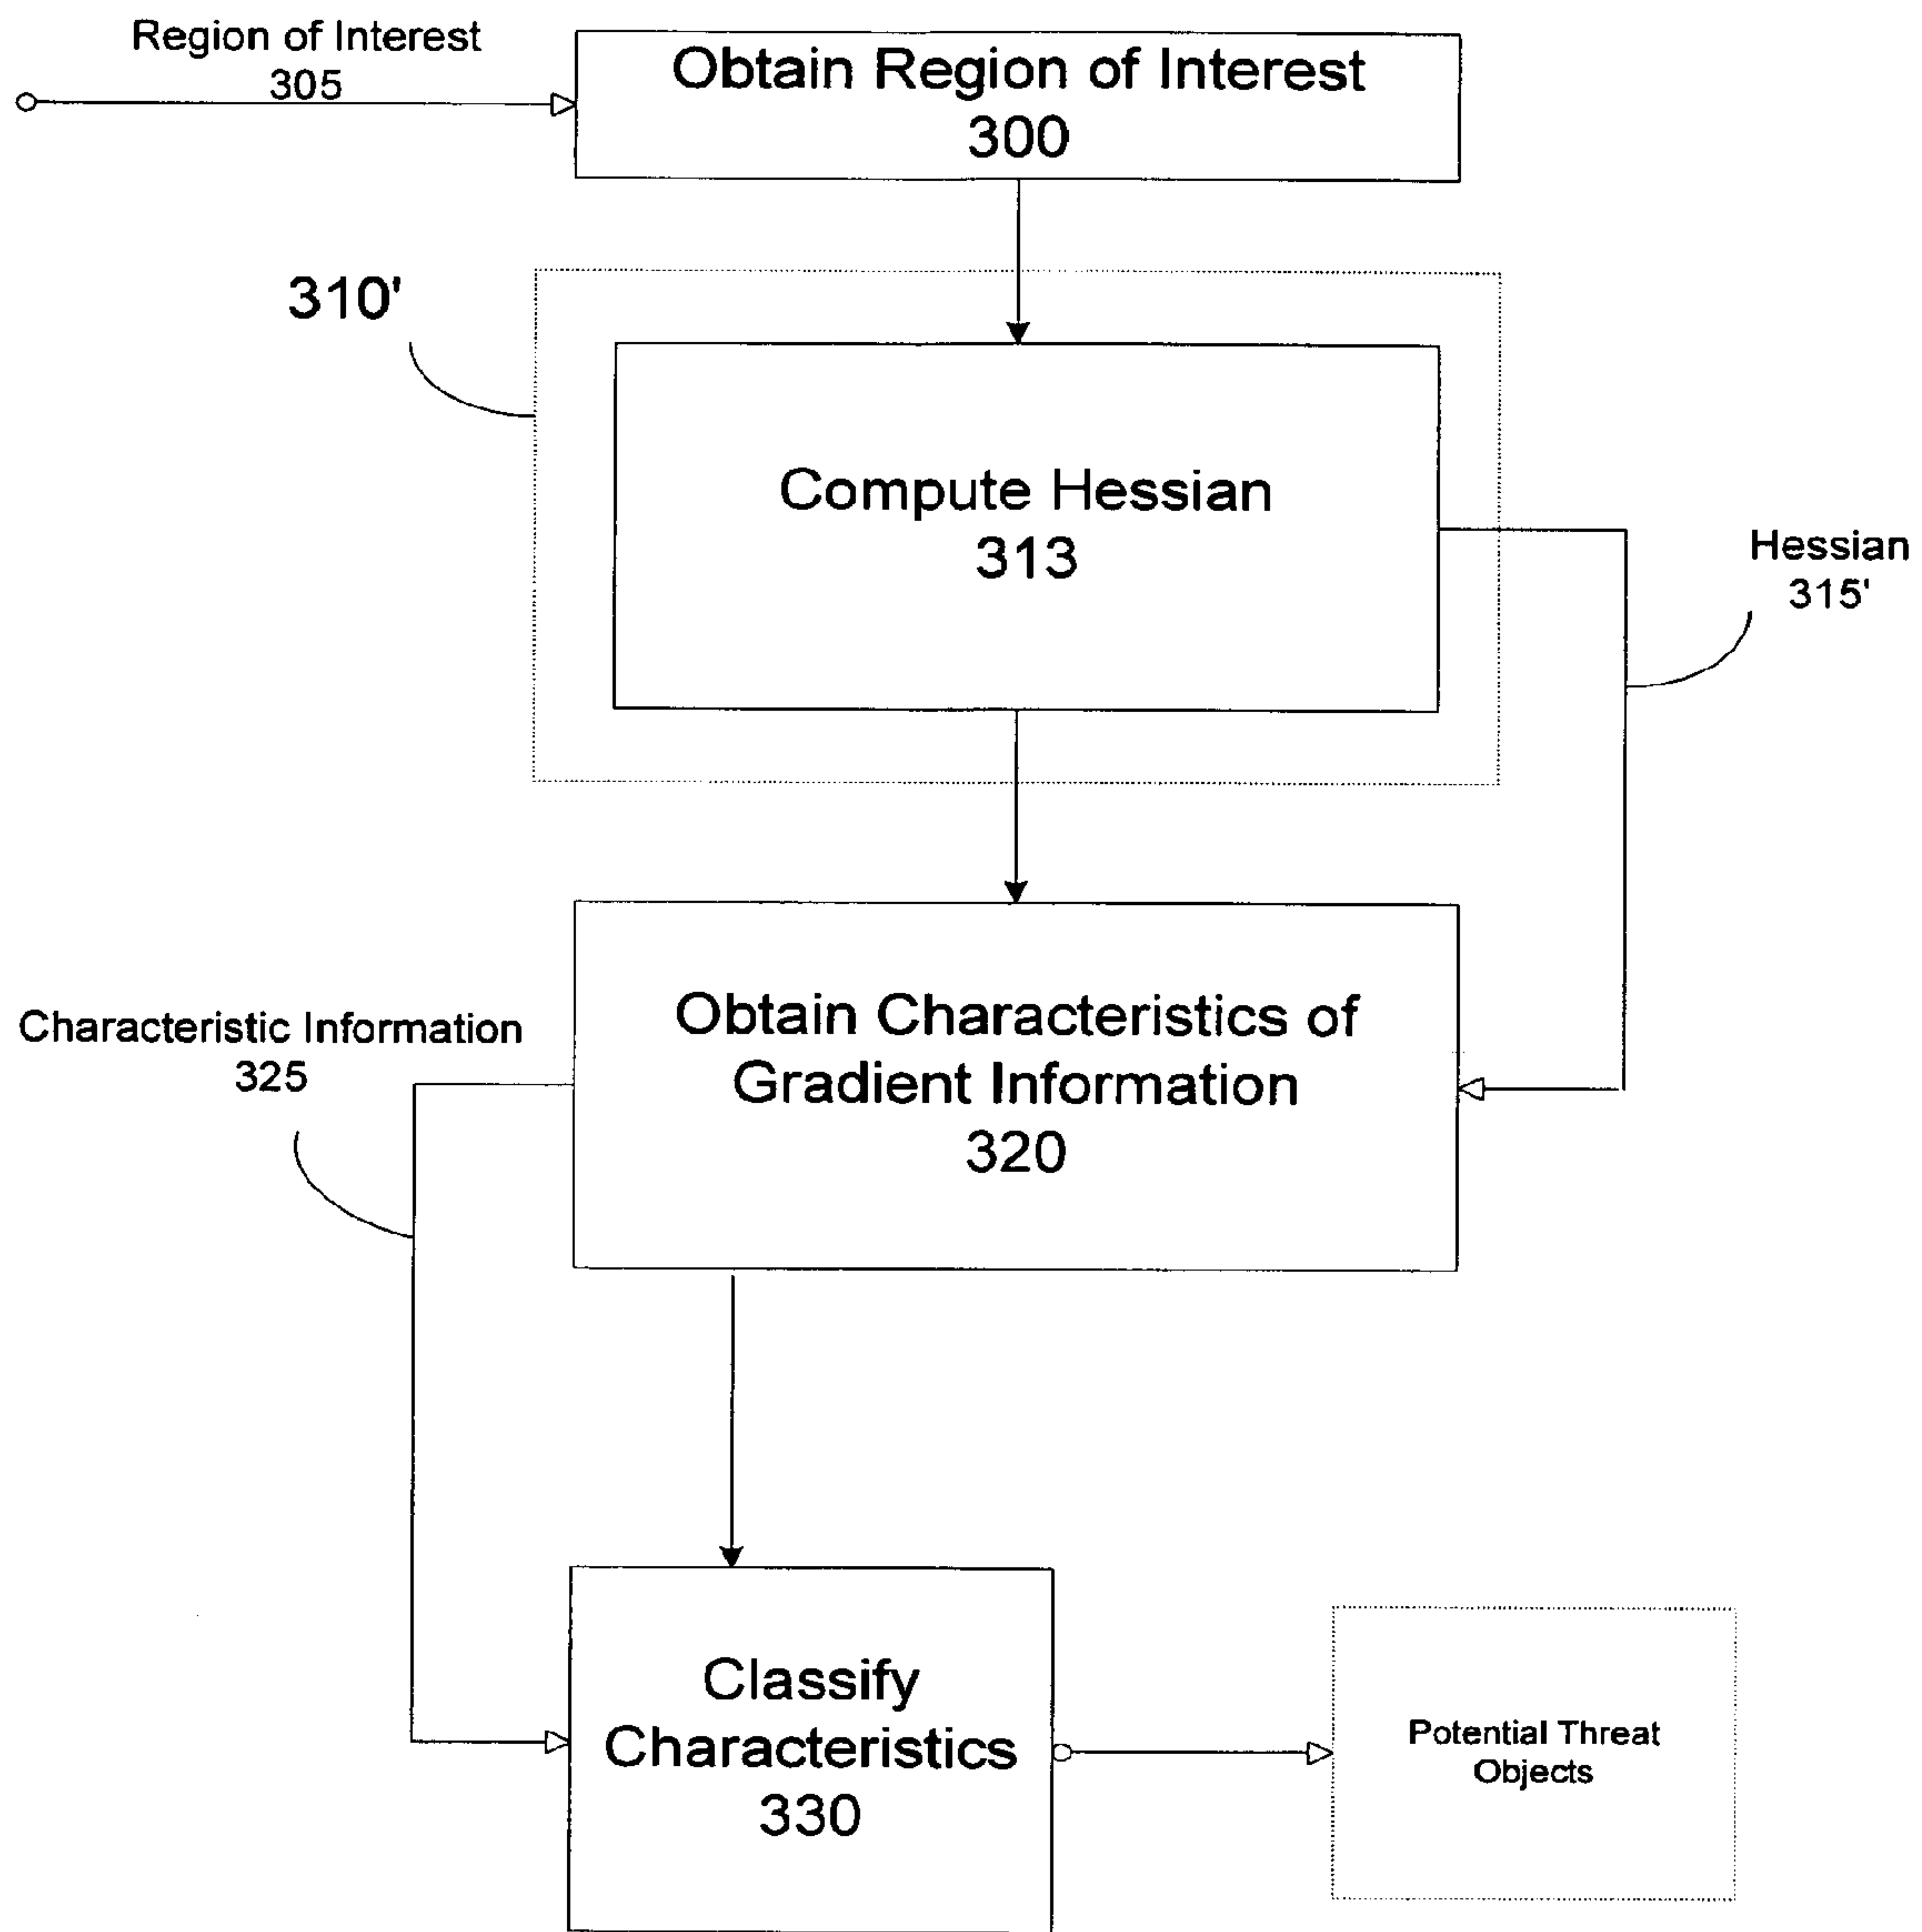 Region of Interest
305
Obtain Region of Interest
300
310'
Compute Hessian
313
Hessian
315'
Obtain Characteristics of
Gradient Information
320
Characteristic Information
325
Classify
Characteristics
330
Potential Threat
Objects